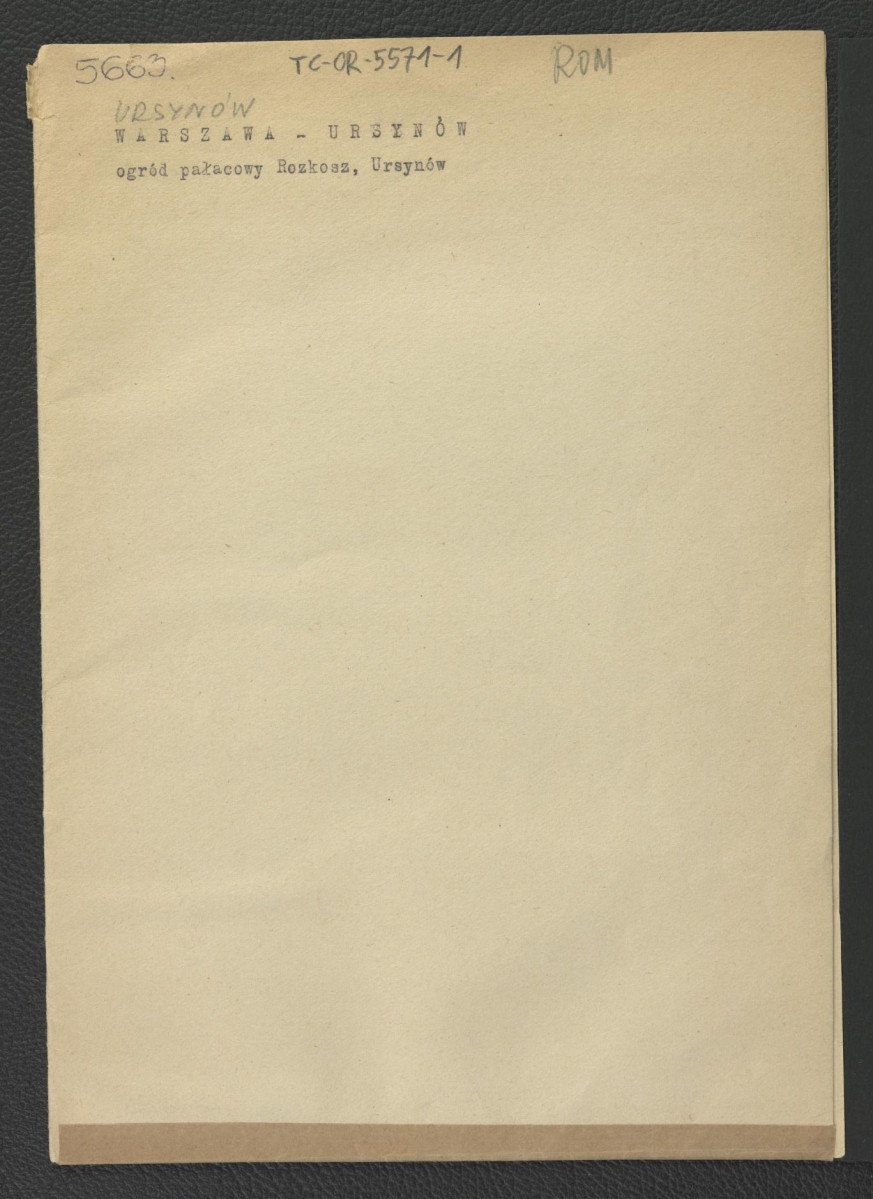 5663. TC-OR-5571-1 ROM
URSYNÓW
WARSZAWA - URSYNÓW
ogród pałacowy Rozkosz, Ursynów